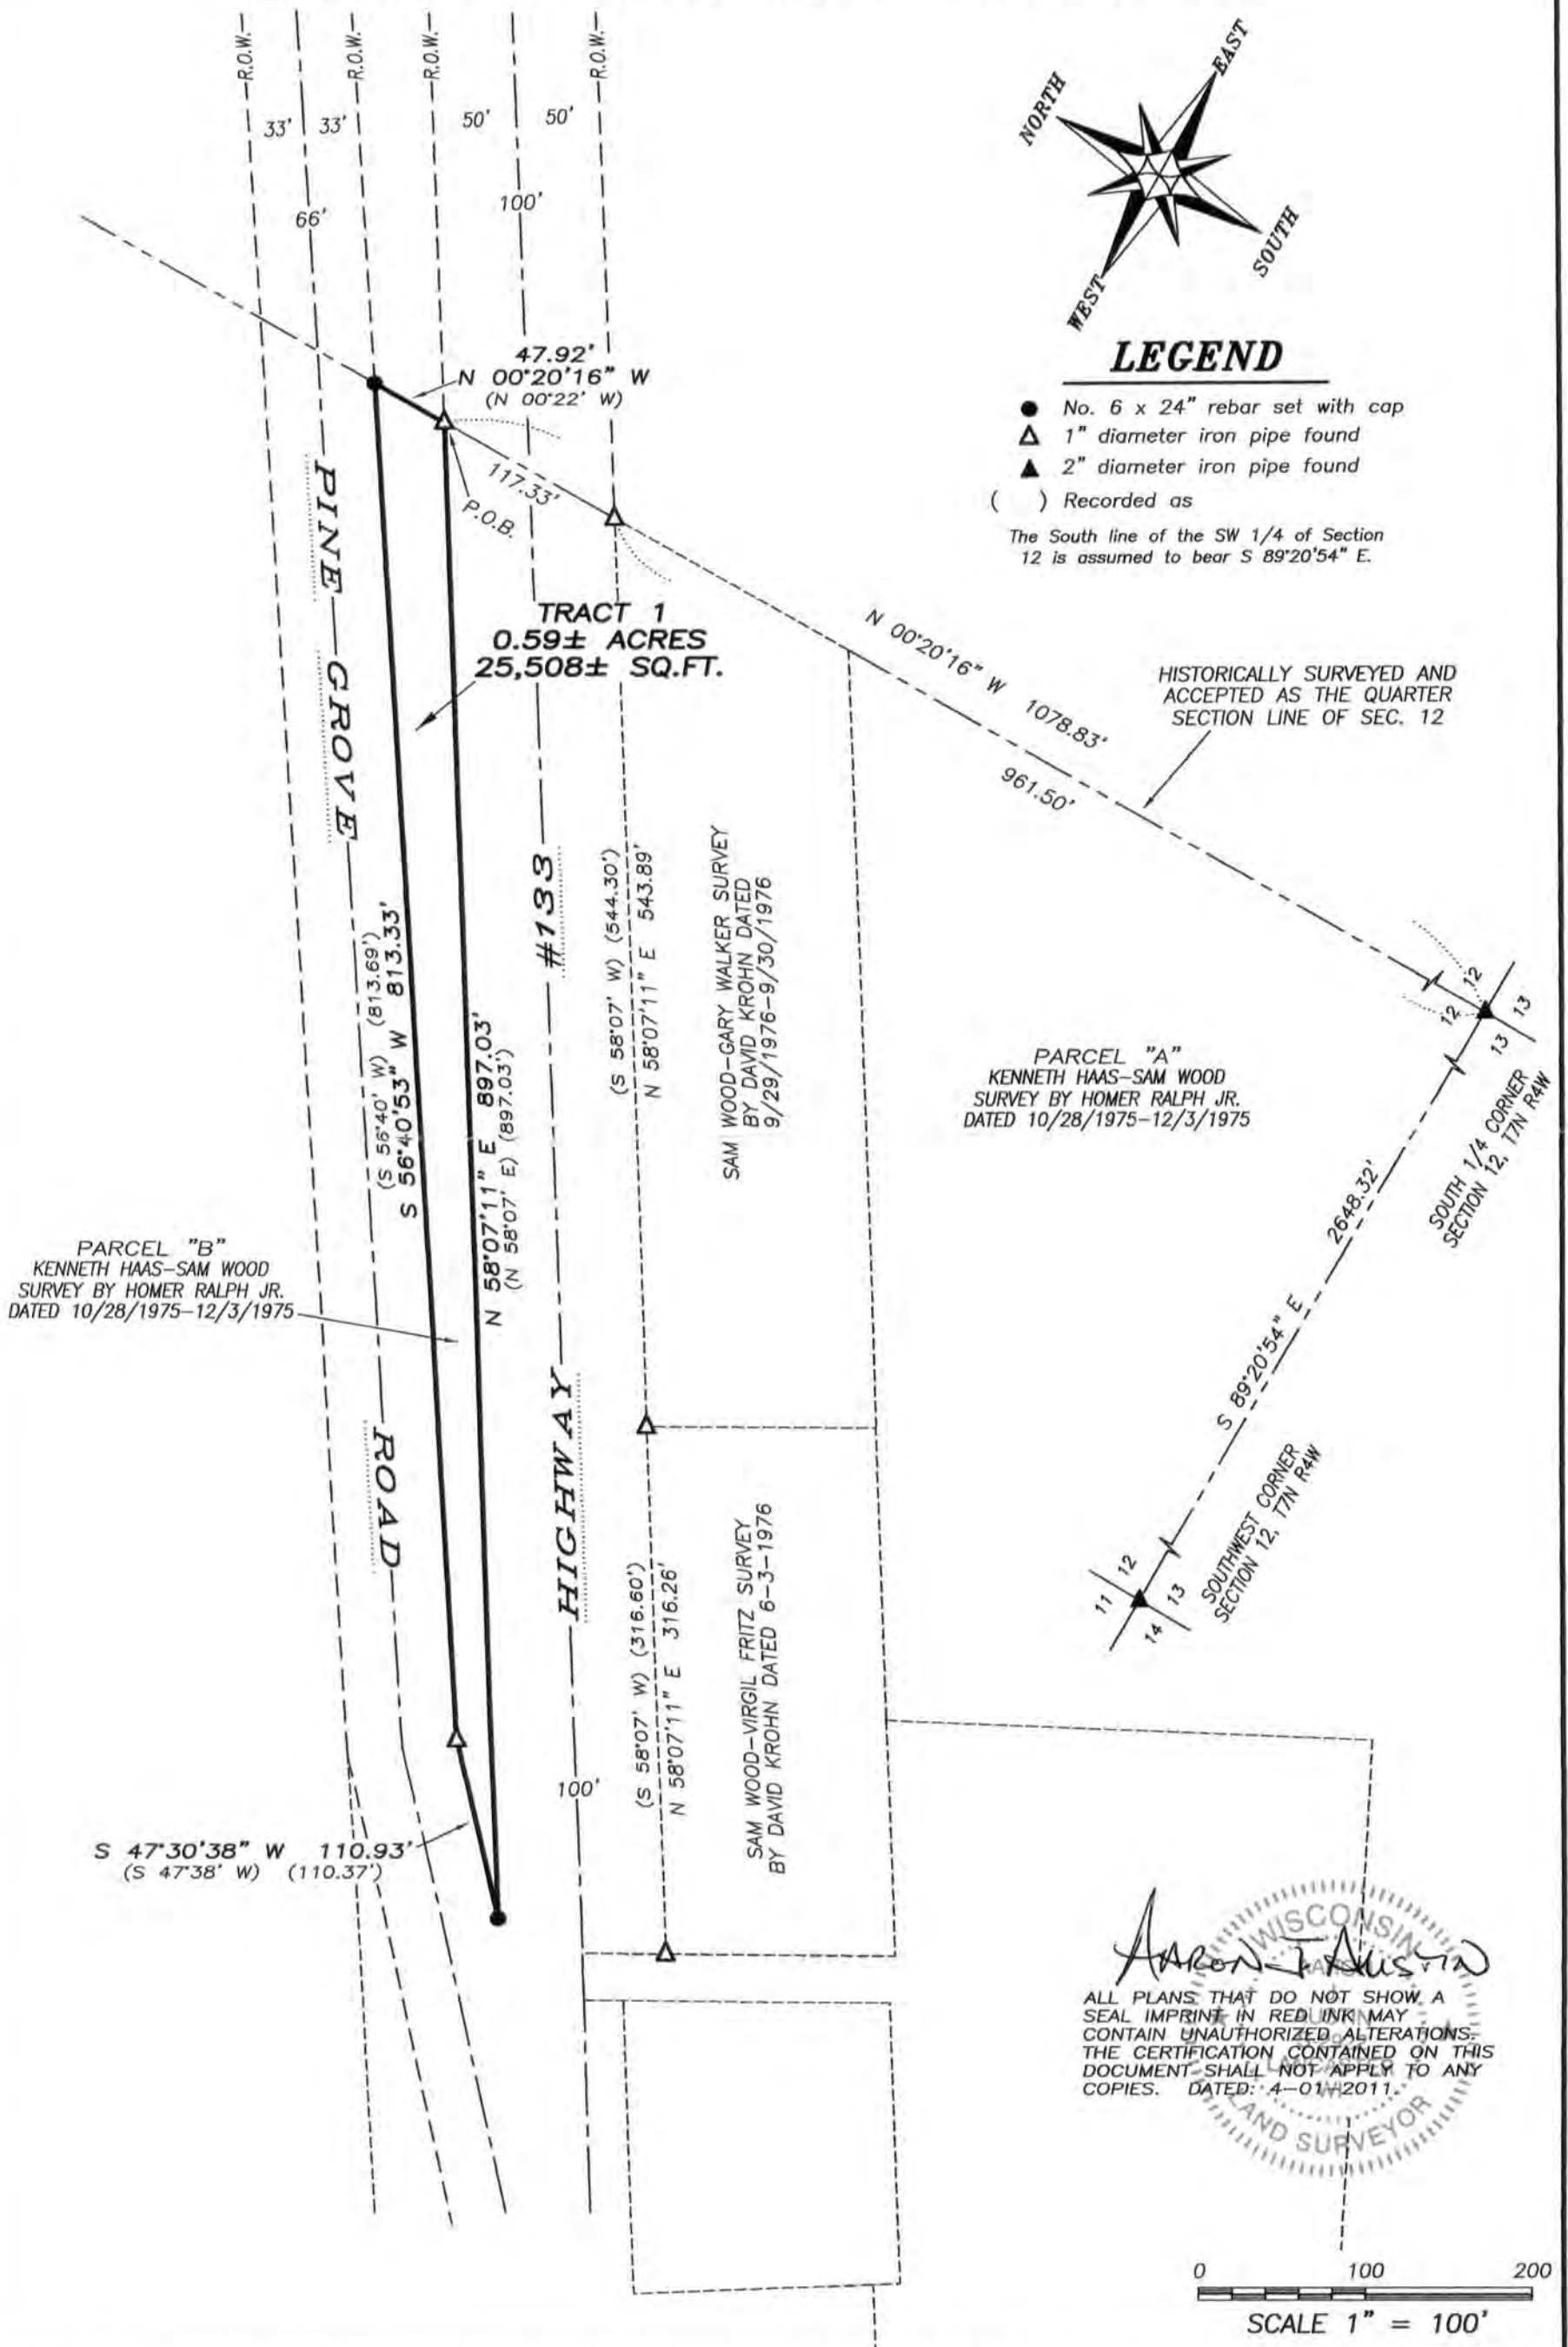 R.O.W.
R.O.W.
R.O.W.
R.O.W.
33'
33'
50'
50'
66'
100'
NORTH
EAST
SOUTH
WEST
LEGEND
No. 6 x 24" rebar set with cap
1" diameter iron pipe found
2" diameter iron pipe found
( ) Recorded as
The South line of the SW 1/4 of Section
12 is assumed to bear S 89°20'54" E.
47.92'
N 00°20'16" W
(N 00°22' W)
117.33'
P.O.B.
TRACT 1
0.59± ACRES
25,508± SQ.FT.
N 00°20'16" W 1078.83'
961.50'
HISTORICALLY SURVEYED AND
ACCEPTED AS THE QUARTER
SECTION LINE OF SEC. 12
PINE GROVE ROAD
(S 56°40' W) (813.69')
S 56°40'53" W 813.33'
N 58°07'11" E 897.03'
(N 58°07' E) (897.03')
HIGHWAY #133
(S 58°07' W) (544.30')
N 58°07'11" E 543.89'
SAM WOOD-GARY WALKER SURVEY
BY DAVID KROHN DATED
9/29/1976-9/30/1976
PARCEL "A"
KENNETH HAAS-SAM WOOD
SURVEY BY HOMER RALPH JR.
DATED 10/28/1975-12/3/1975
12
12
13
13
SOUTH 1/4 CORNER
SECTION 12, T7N R4W
2648.32'
S 89°20'54" E
PARCEL "B"
KENNETH HAAS-SAM WOOD
SURVEY BY HOMER RALPH JR.
DATED 10/28/1975-12/3/1975
SOUTHWEST CORNER
SECTION 12, T7N R4W
11
12
13
14
(S 58°07' W) (316.60')
N 58°07'11" E 316.26'
SAM WOOD-VIRGIL FRITZ SURVEY
BY DAVID KROHN DATED 6-3-1976
100'
S 47°30'38" W 110.93'
(S 47°38' W) (110.37')
Aaron J. Austin
WISCONSIN
LANCASTER
LAND SURVEYOR
ALL PLANS THAT DO NOT SHOW A
SEAL IMPRINT IN RED INK MAY
CONTAIN UNAUTHORIZED ALTERATIONS.
THE CERTIFICATION CONTAINED ON THIS
DOCUMENT SHALL NOT APPLY TO ANY
COPIES. DATED: 4-01-2011.
0 100 200
SCALE 1" = 100'